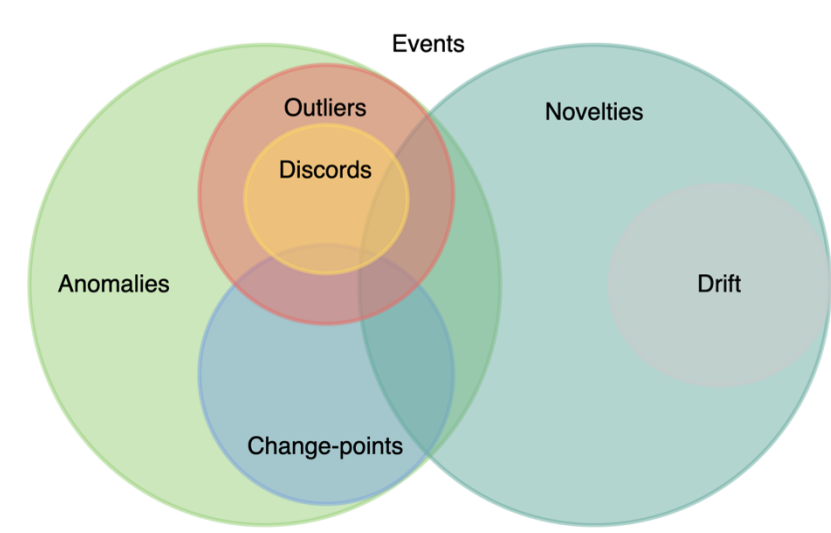 Events
Outliers
Novelties
Discords
Anomalies
Drift
Change-points